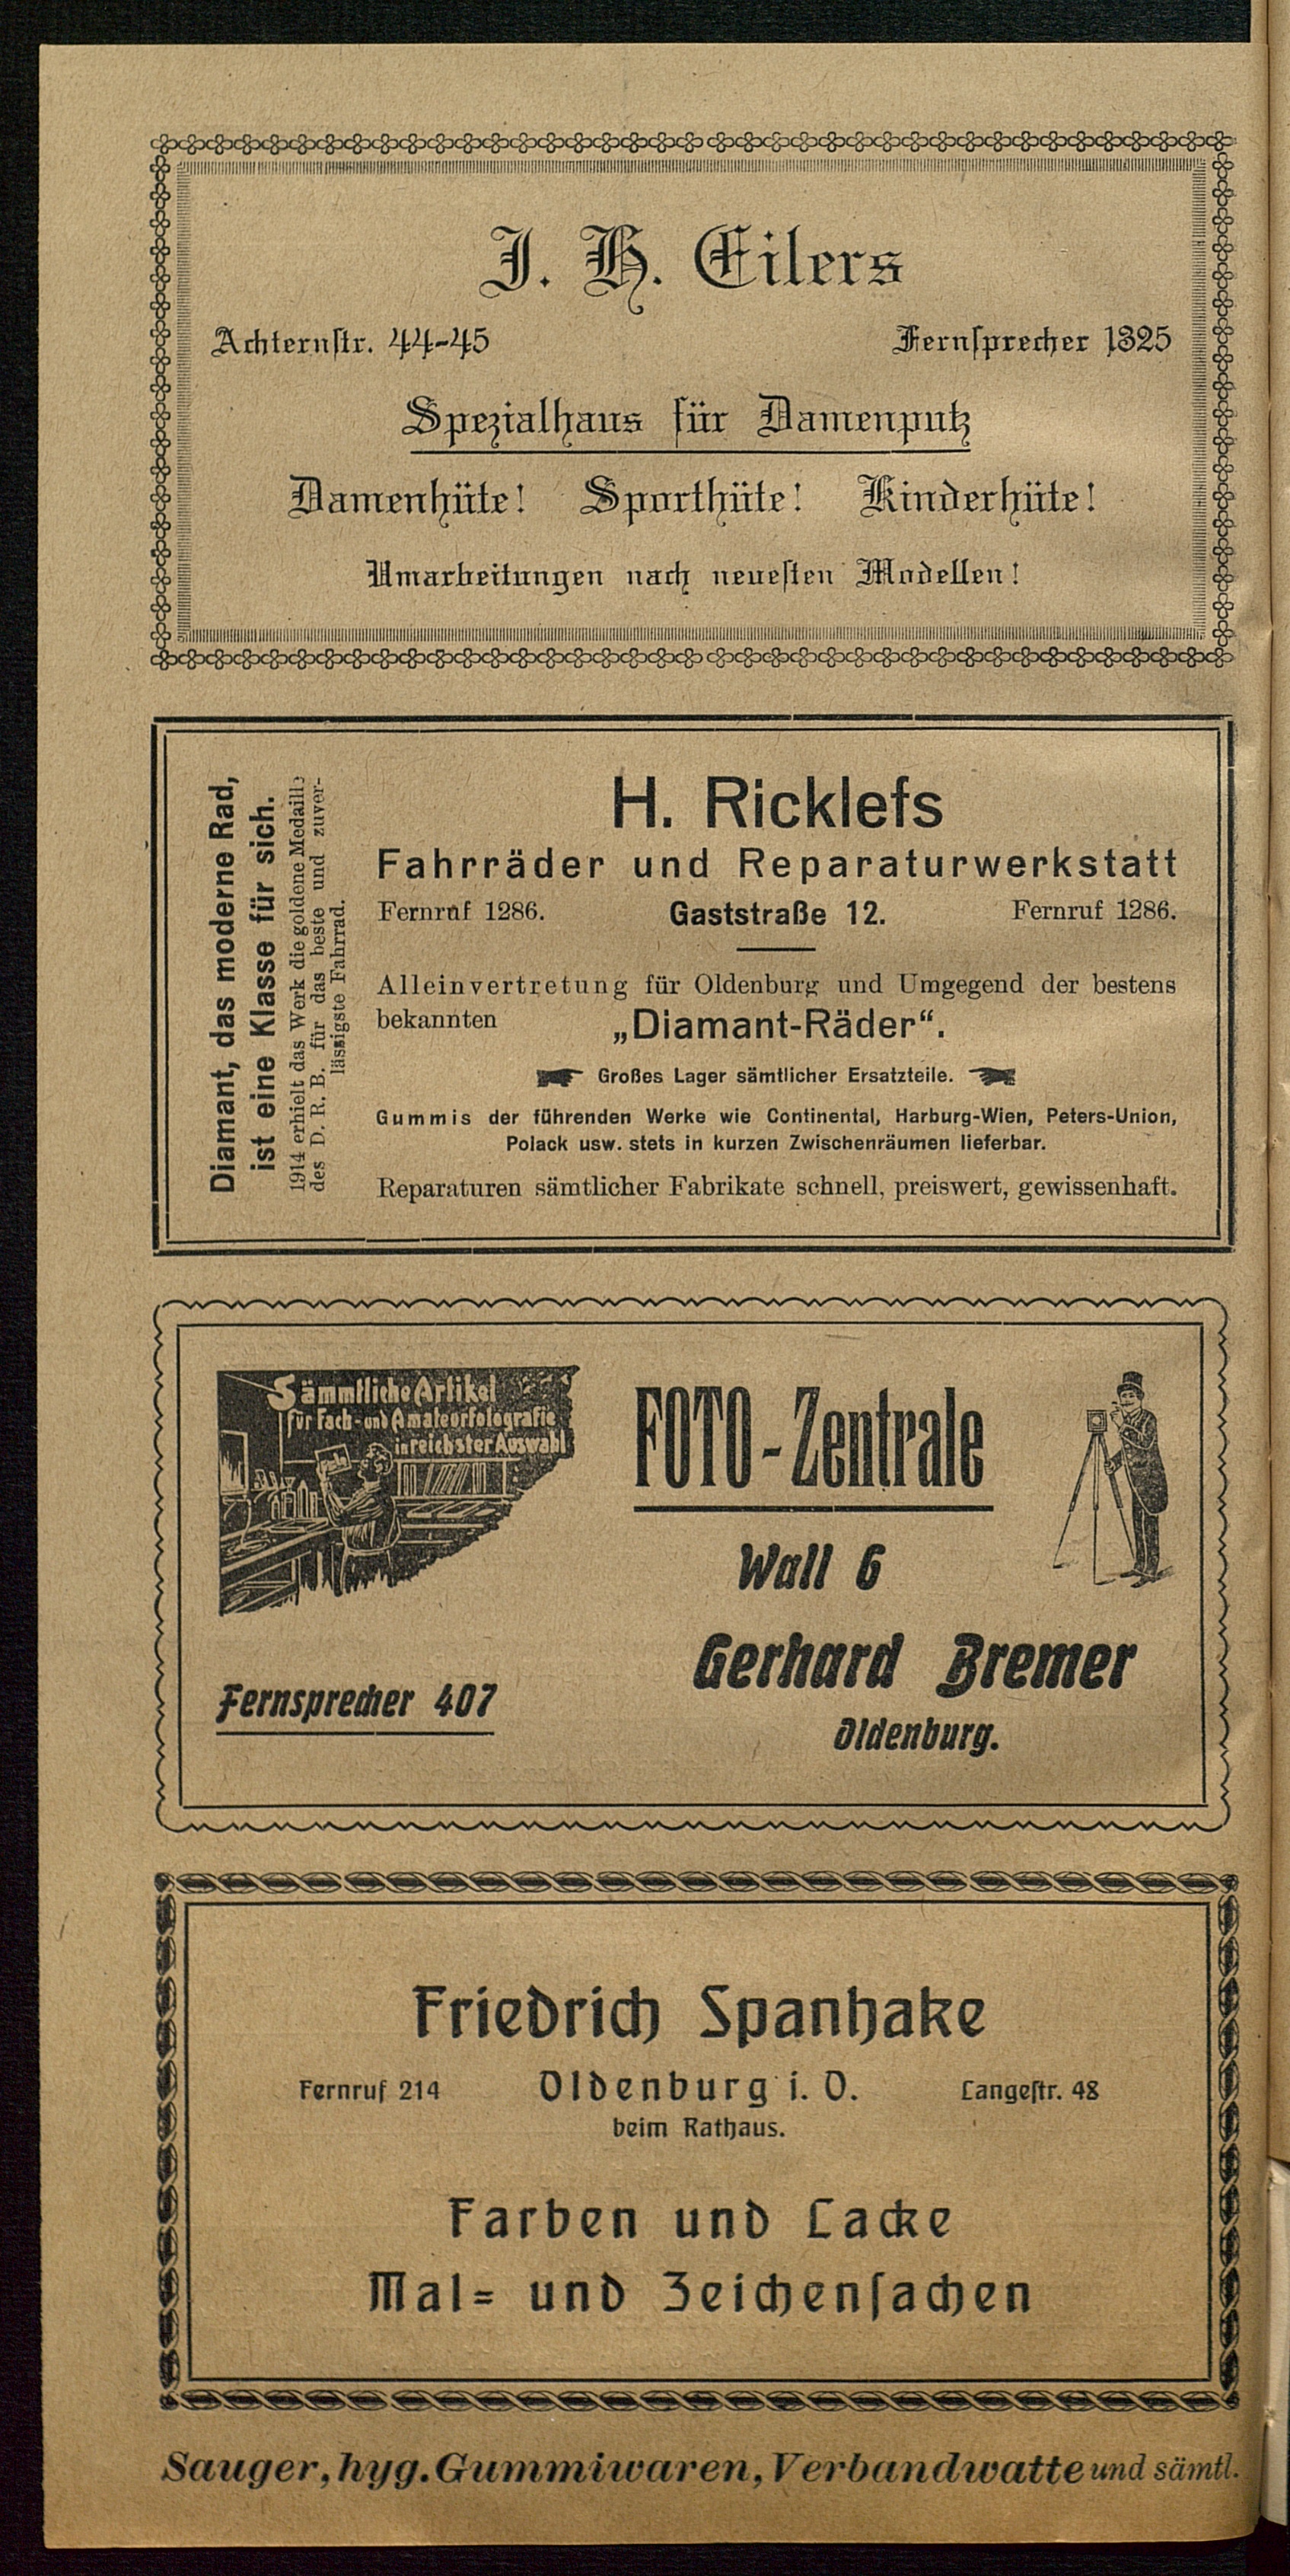 J. H. Eilers
Achternstr. 44-45 Fernsprecher 1325
Spezialhaus für Damenputz
Damenhüte! Sporthüte! Kinderhüte!
Umarbeitungen nach neuesten Modellen!
Diamant, das moderne Rad,
ist eine Klasse für sich.
1914 erhielt das Werk die goldene Medaille
des D. R. B. für das beste und zuver-
lässigste Fahrrad.
H. Ricklefs
Fahrräder und Reparaturwerkstatt
Fernruf 1286. Gaststraße 12. Fernruf 1286.
Alleinvertretung für Oldenburg und Umgegend der bestens
bekannten „Diamant-Räder“.
Großes Lager sämtlicher Ersatzteile.
Gummis der führenden Werke wie Continental, Harburg-Wien, Peters-Union,
Polack usw. stets in kurzen Zwischenräumen lieferbar.
Reparaturen sämtlicher Fabrikate schnell, preiswert, gewissenhaft.
Sämmtliche Artikel
für Fach- und Amateurfotografie
in reichster Auswahl
FOTO-Zentrale
Wall 6
Gerhard Bremer
Fernsprecher 407
Oldenburg.
Friedrich Spanhake
Fernruf 214 Oldenburg i. O. Langestr. 48
beim Rathaus.
Farben und Lacke
Mal- und Zeichensachen
Sauger, hyg. Gummiwaren, Verbandwatte und sämtl.